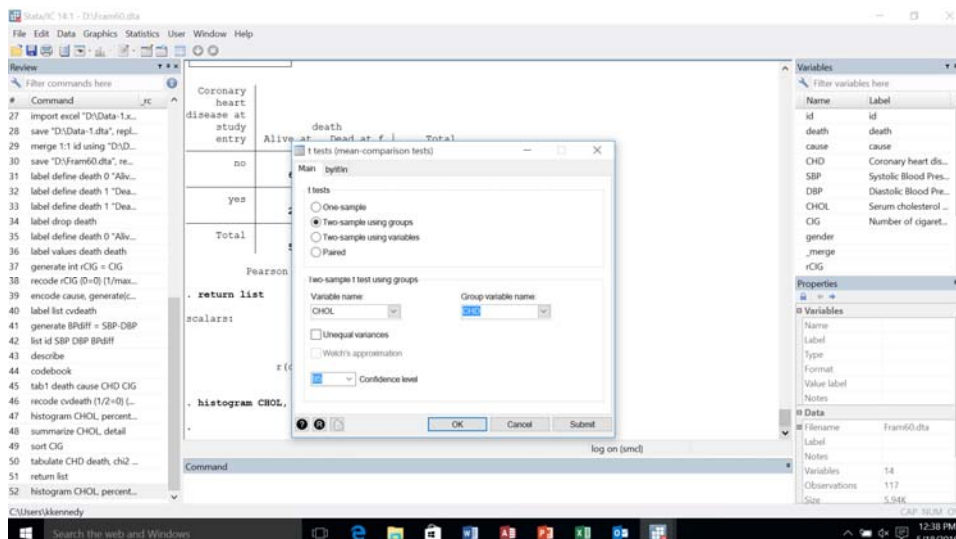 Stata/IC 14.1 - D:\Fram60.dta
File Edit Data Graphics Statistics User Window Help
Review
Filter commands here
# Command _rc
27 import excel "D:\Data-1.x...
28 save "D:\Data-1.dta", repl...
29 merge 1:1 id using "D:\D...
30 save "D:\Fram60.dta", re...
31 label define death 0 "Aliv...
32 label define death 1 "Dea...
33 label define death 1 "Dea...
34 label drop death
35 label define death 0 "Aliv...
36 label values death death
37 generate int rCIG = CIG
38 recode rCIG (0=0) (1/max...
39 encode cause, generate(c...
40 label list cvdeath
41 generate BPdiff = SBP-DBP
42 list id SBP DBP BPdiff
43 describe
44 codebook
45 tab1 death cause CHD CIG
46 recode cvdeath (1/2=0) (...
47 histogram CHOL, percent...
48 summarize CHOL, detail
49 sort CIG
50 tabulate CHD death, chi2 ...
51 return list
52 histogram CHOL, percent...
Coronary
heart
disease at
study death
entry Alive at Dead at f Total
no
yes
Total
Pearson
. return list
scalars:
. histogram CHOL,
.
t tests (mean-comparison tests)
Main by/if/in
t tests
One-sample
Two-sample using groups
Two-sample using variables
Paired
Two-sample t test using groups
Variable name: Group variable name:
CHOL CHD
Unequal variances
Welch's approximation
95 Confidence level
OK Cancel Submit
log on (smcl)
Command
Variables
Filter variables here
Name Label
id id
death death
cause cause
CHD Coronary heart dis...
SBP Systolic Blood Pres...
DBP Diastolic Blood Pre...
CHOL Serum cholesterol ...
CIG Number of cigaret...
gender
_merge
rCIG
Properties
Variables
Name
Label
Type
Format
Value label
Notes
Data
Filename Fram60.dta
Label
Notes
Variables 14
Observations 117
Size 5.94K
C:\Users\kkennedy
CAP NUM
Search the web and Windows
12:38 PM